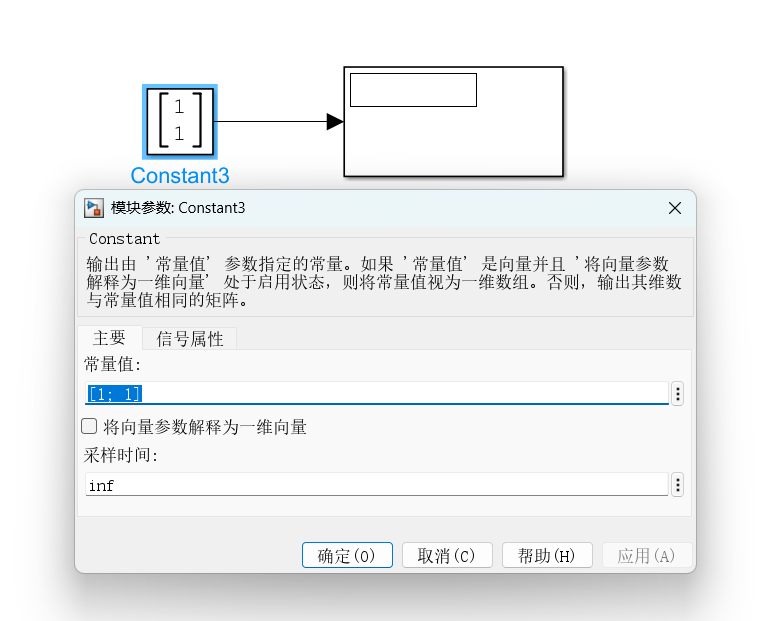 1
1
Constant3
模块参数: Constant3
Constant
输出由 '常量值' 参数指定的常量。如果 '常量值' 是向量并且 '将向量参数
解释为一维向量' 处于启用状态，则将常量值视为一维数组。否则，输出其维数
与常量值相同的矩阵。
主要 信号属性
常量值:
[1; 1]
将向量参数解释为一维向量
采样时间:
inf
确定(O) 取消(C) 帮助(H) 应用(A)